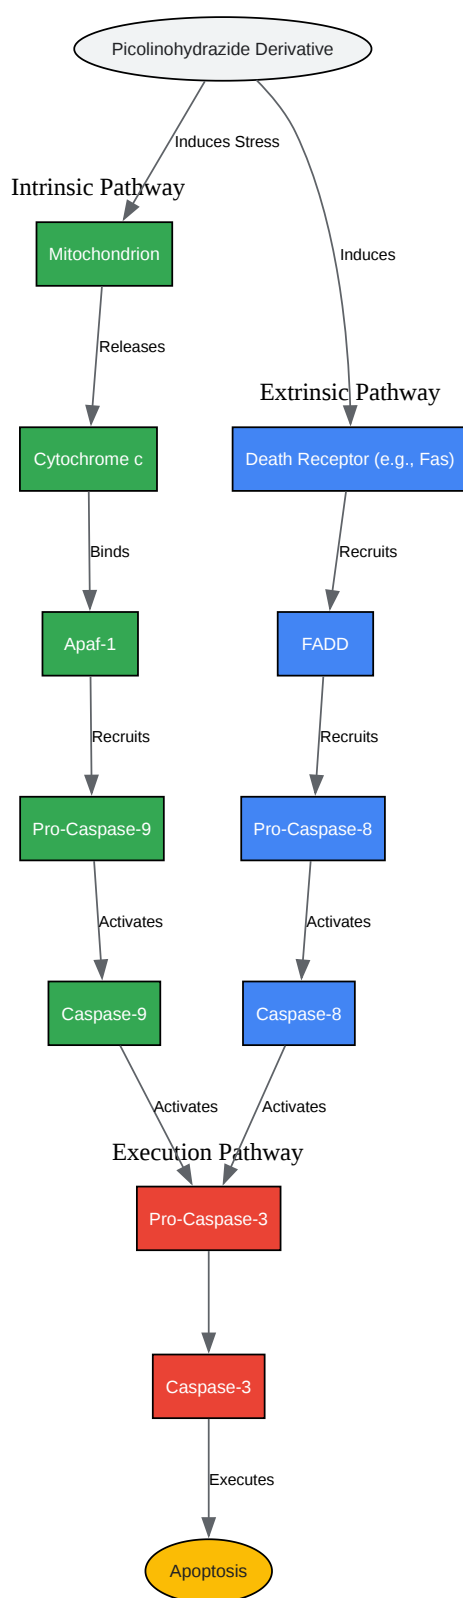 Picolinohydrazide Derivative
Induces Stress
Intrinsic Pathway
Mitochondrion
Induces
Releases
Extrinsic Pathway
Cytochrome c
Death Receptor (e.g., Fas)
Binds
Recruits
Apaf-1
FADD
Recruits
Recruits
Pro-Caspase-9
Pro-Caspase-8
Activates
Activates
Caspase-9
Caspase-8
Activates
Activates
Execution Pathway
Pro-Caspase-3
Caspase-3
Executes
Apoptosis